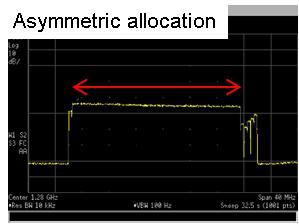 Asymmetric allocation
Log
10
dB/
W1 S2
S3 FC
AA
Center 1.28 GHz
Span 40 MHz
#Res BW 10 kHz
#VBW 100 Hz
Sweep 32.5 s (1001 pts)